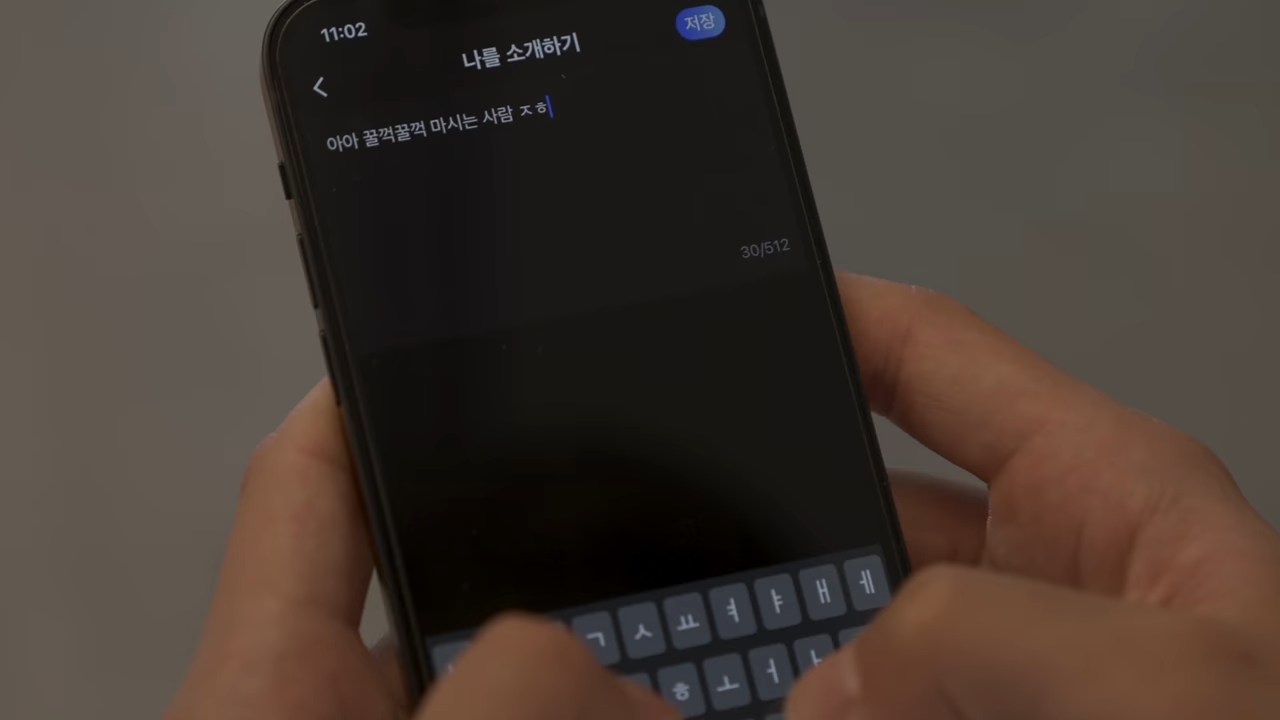 11:02
저장
나를 소개하기
아아 꿀꺽꿀꺽 마시는 사람 ㅈㅎ
30/512
ㄱ ㅅ ㅛ ㅕ ㅑ ㅐ ㅔ
ㅎ ㅗ ㅓ ㅏ